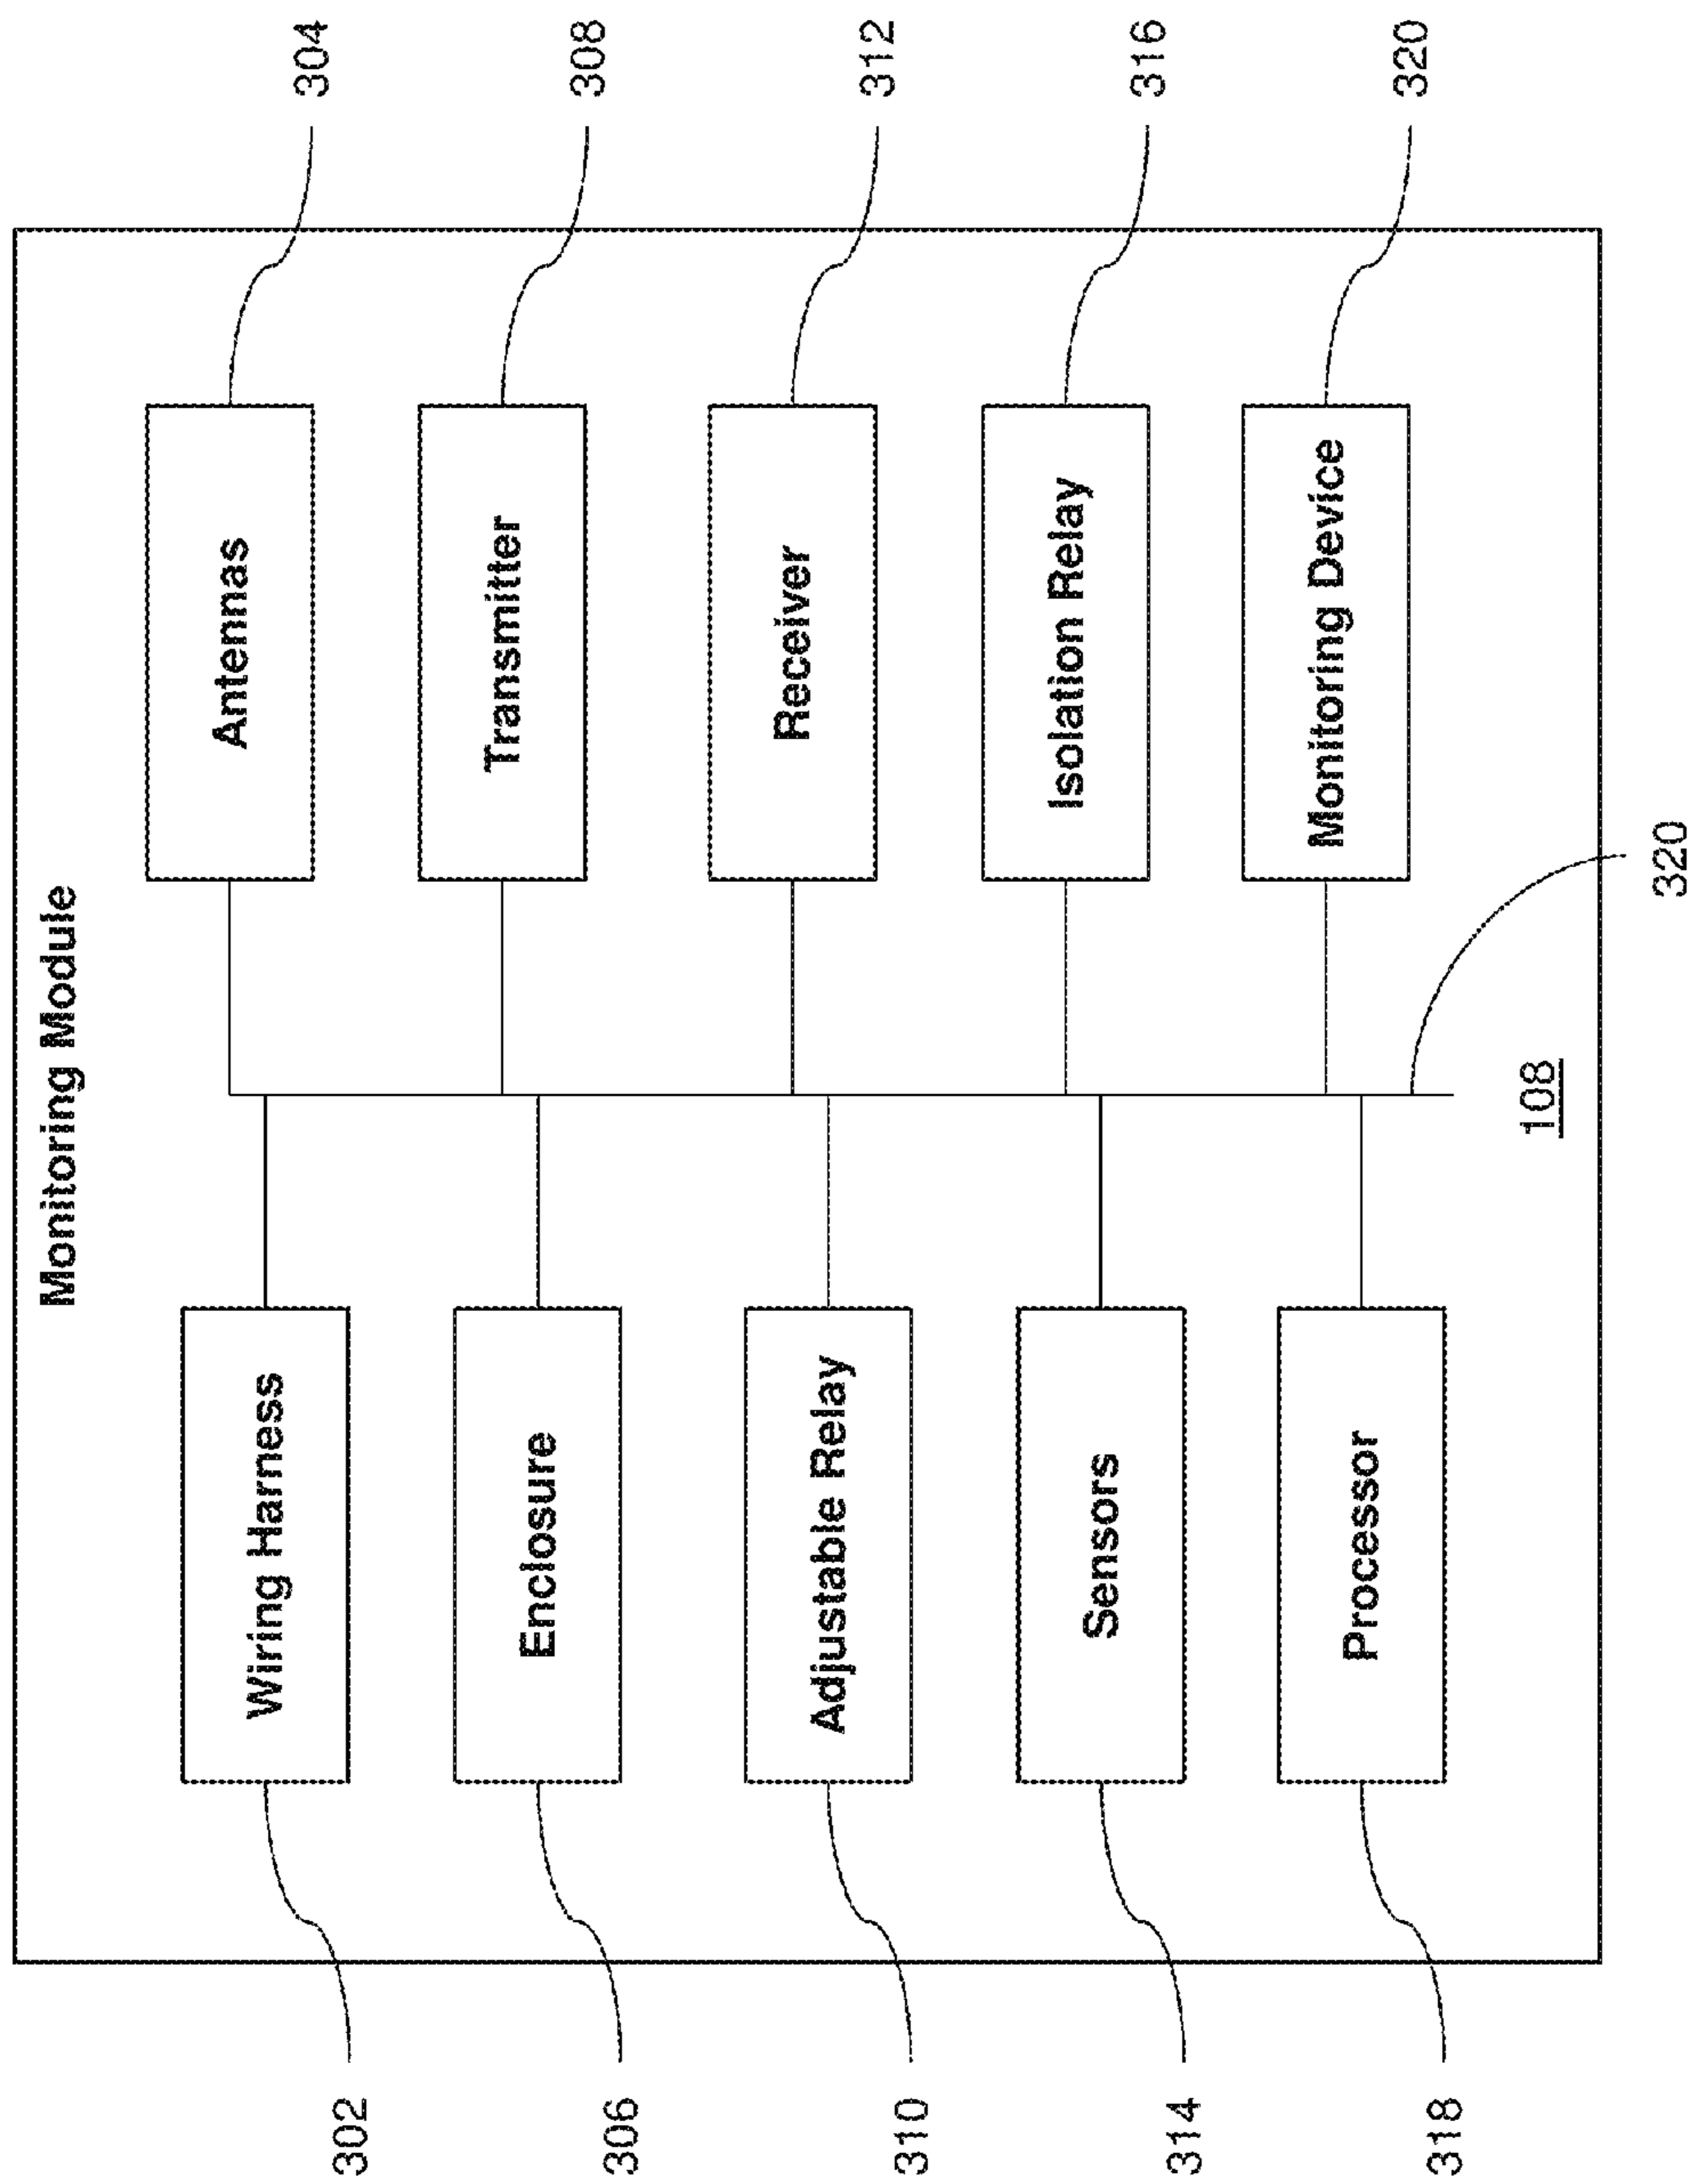 Monitoring Module
302
Wiring Harness
Antennas
304
306
Enclosure
Transmitter
308
310
Adjustable Relay
Receiver
312
314
Sensors
Isolation Relay
316
318
Processor
Monitoring Device
320
108
320